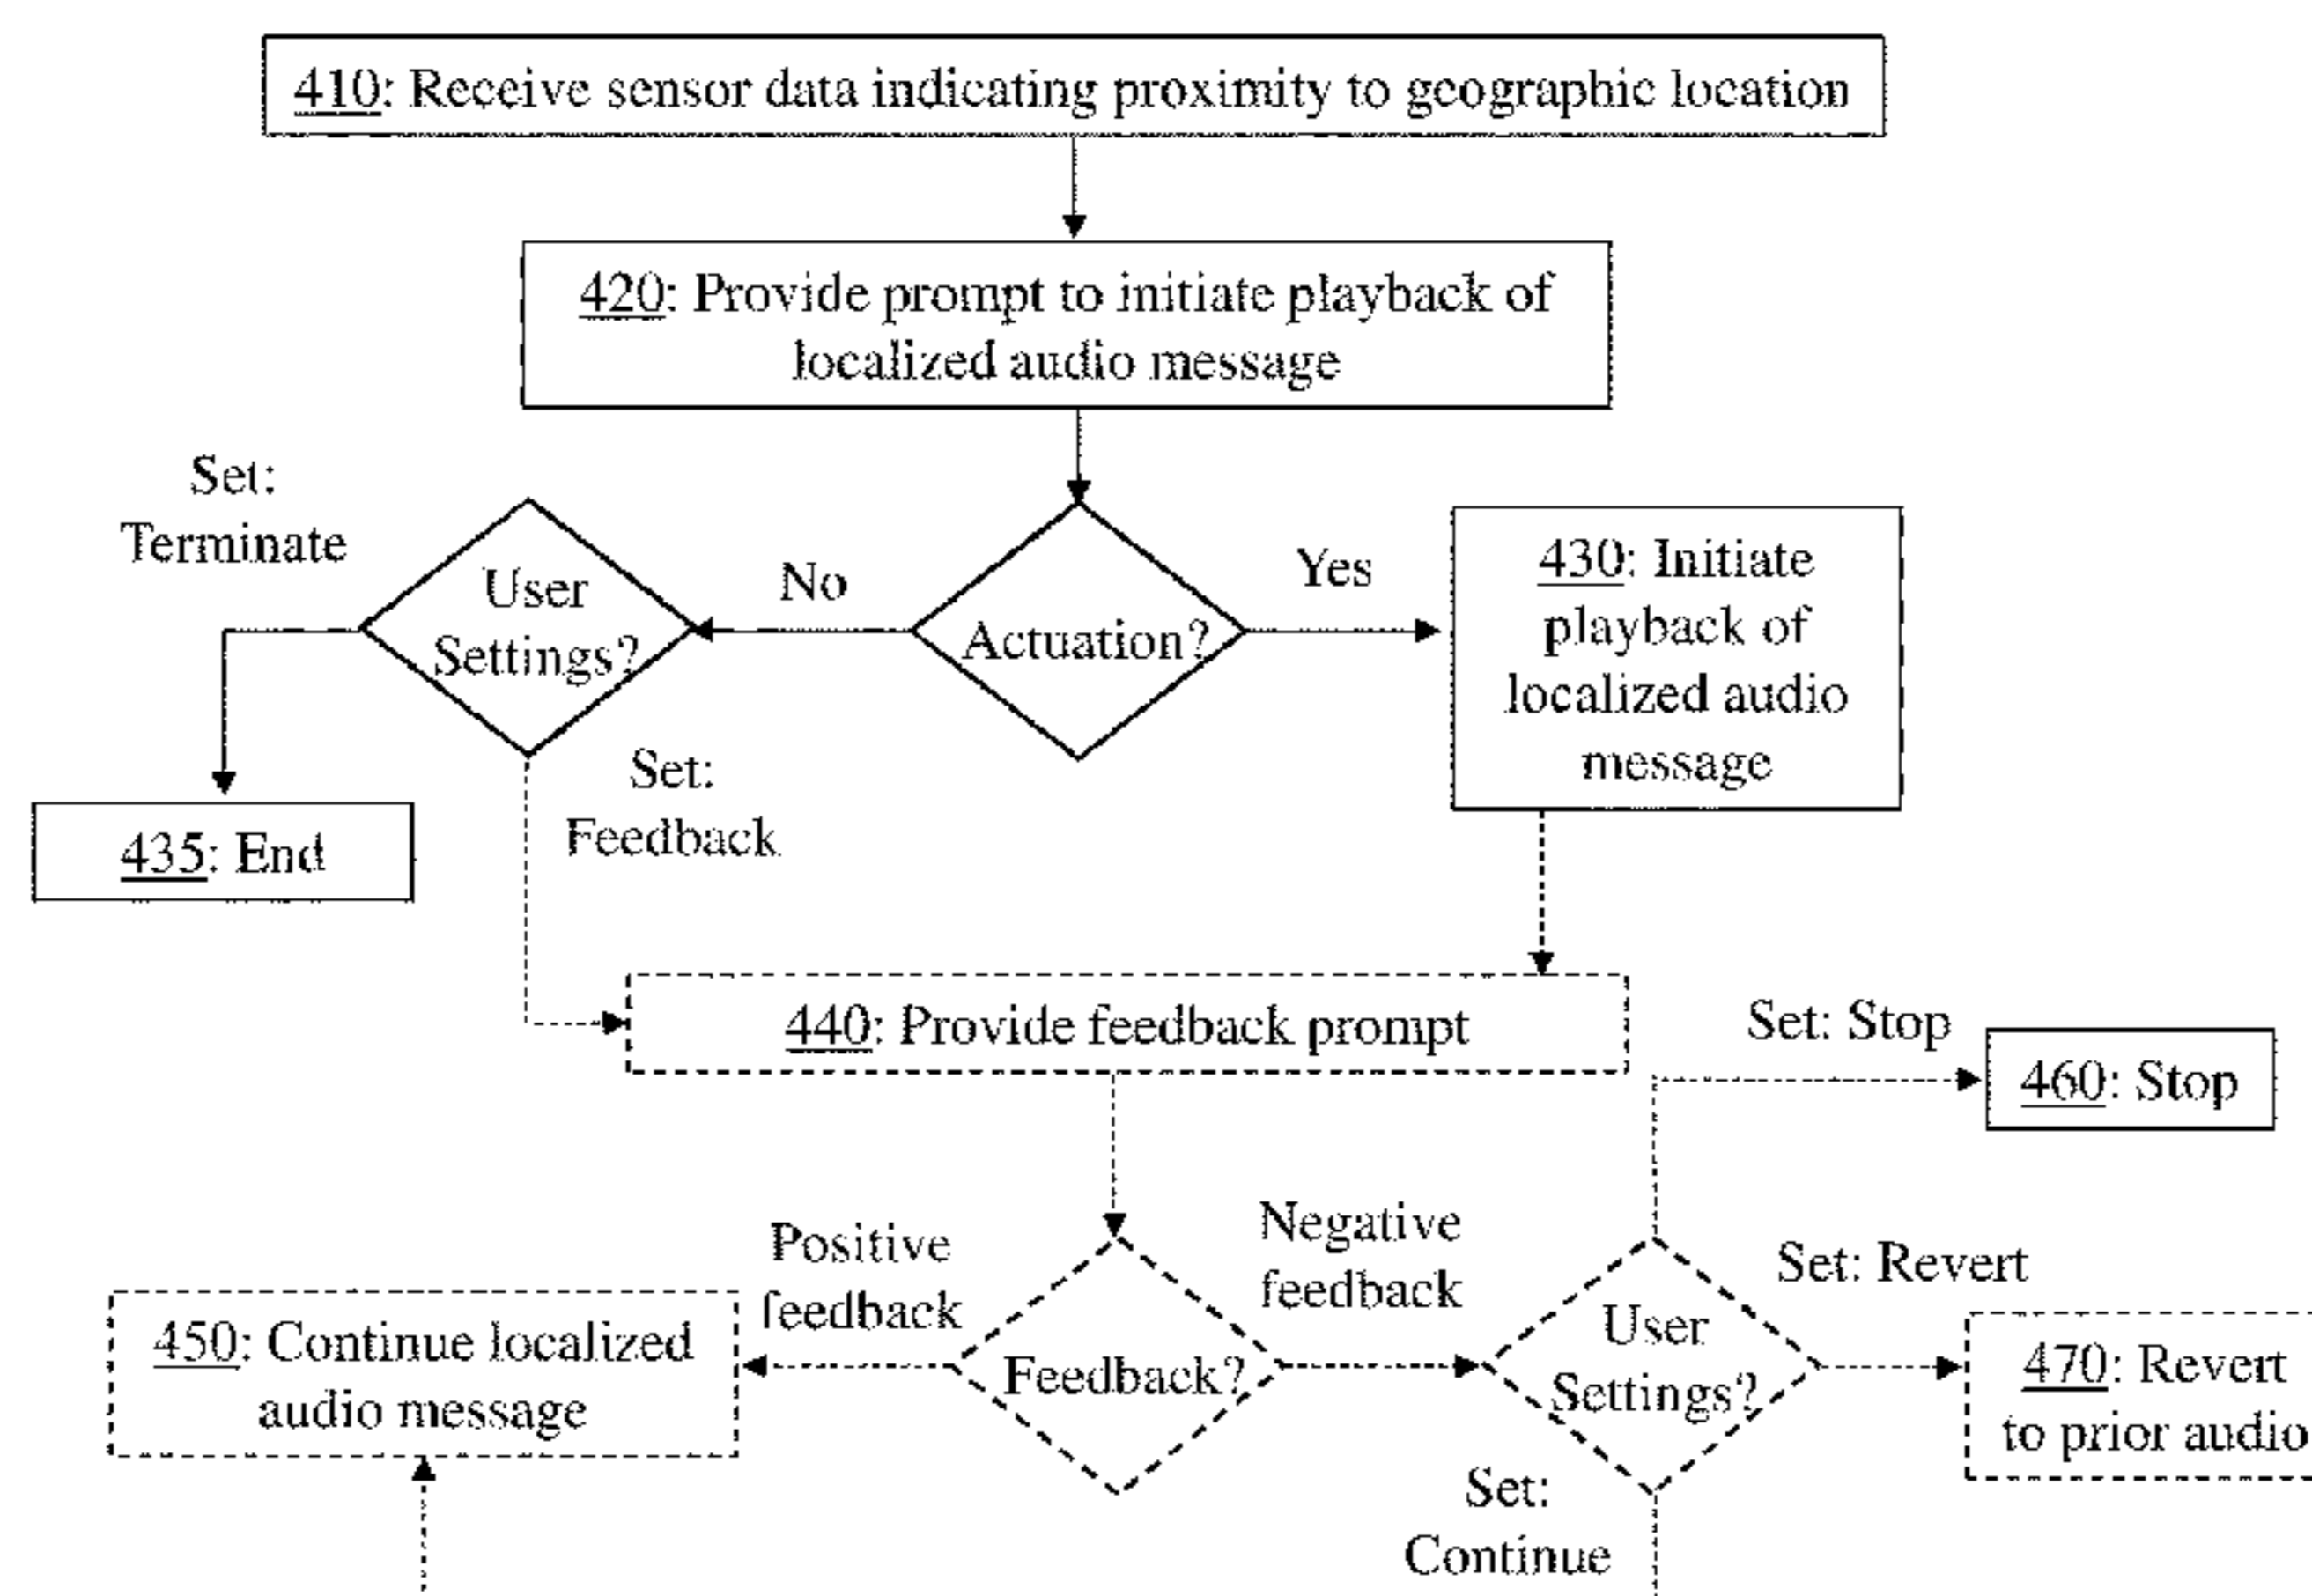 410: Receive sensor data indicating proximity to geographic location
420: Provide prompt to initiate playback of
localized audio message
Set:
Terminate
User
Settings?
No
Actuation?
Yes
430: Initiate
playback of
localized audio
message
Set:
Feedback
435: End
440: Provide feedback prompt
Set: Stop
460: Stop
Positive
feedback
Negative
feedback
Set: Revert
450: Continue localized
audio message
Feedback?
User
Settings?
470: Revert
to prior audio
Set:
Continue